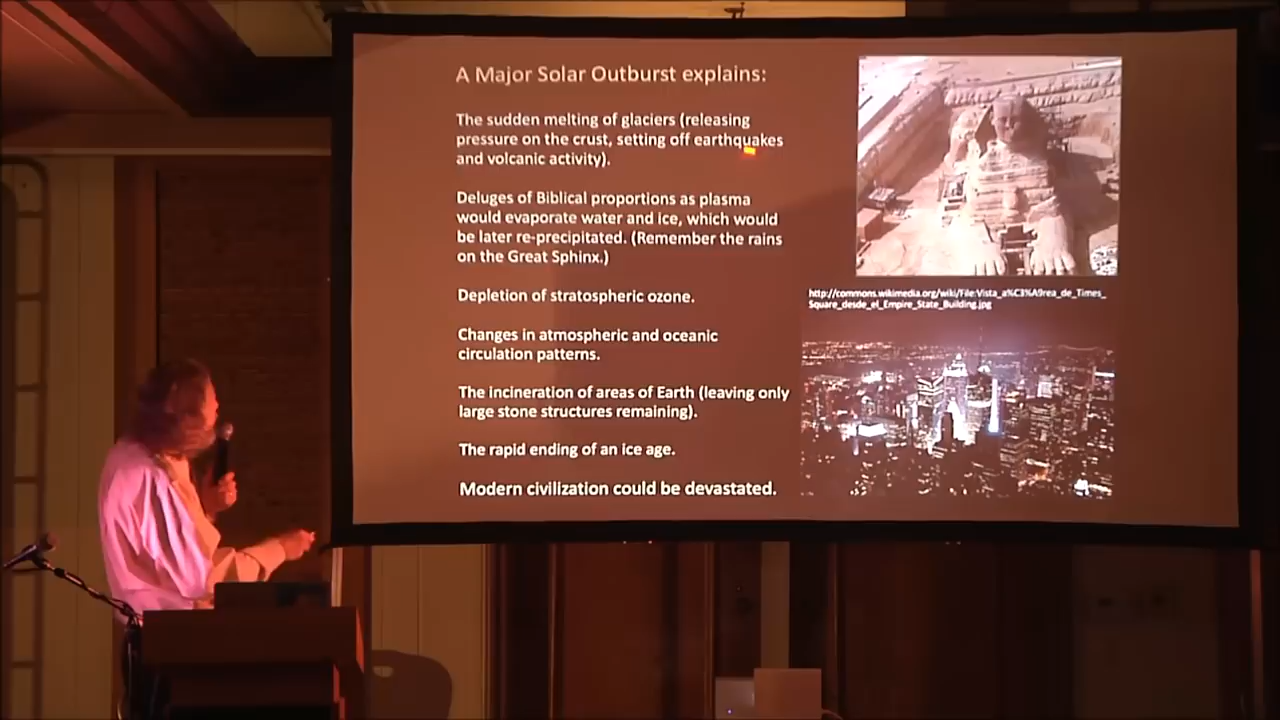 A Major Solar Outburst explains:
The sudden melting of glaciers (releasing
pressure on the crust, setting off earthquakes
and volcanic activity).
Deluges of Biblical proportions as plasma
would evaporate water and ice, which would
be later re-precipitated. (Remember the rains
on the Great Sphinx.)
Depletion of stratospheric ozone.
Changes in atmospheric and oceanic
circulation patterns.
The incineration of areas of Earth (leaving only
large stone structures remaining).
The rapid ending of an ice age.
Modern civilization could be devastated.
http://commons.wikimedia.org/wiki/File:Vista_a%C3%A9rea_de_Times_
Square_desde_el_Empire_State_Building.jpg